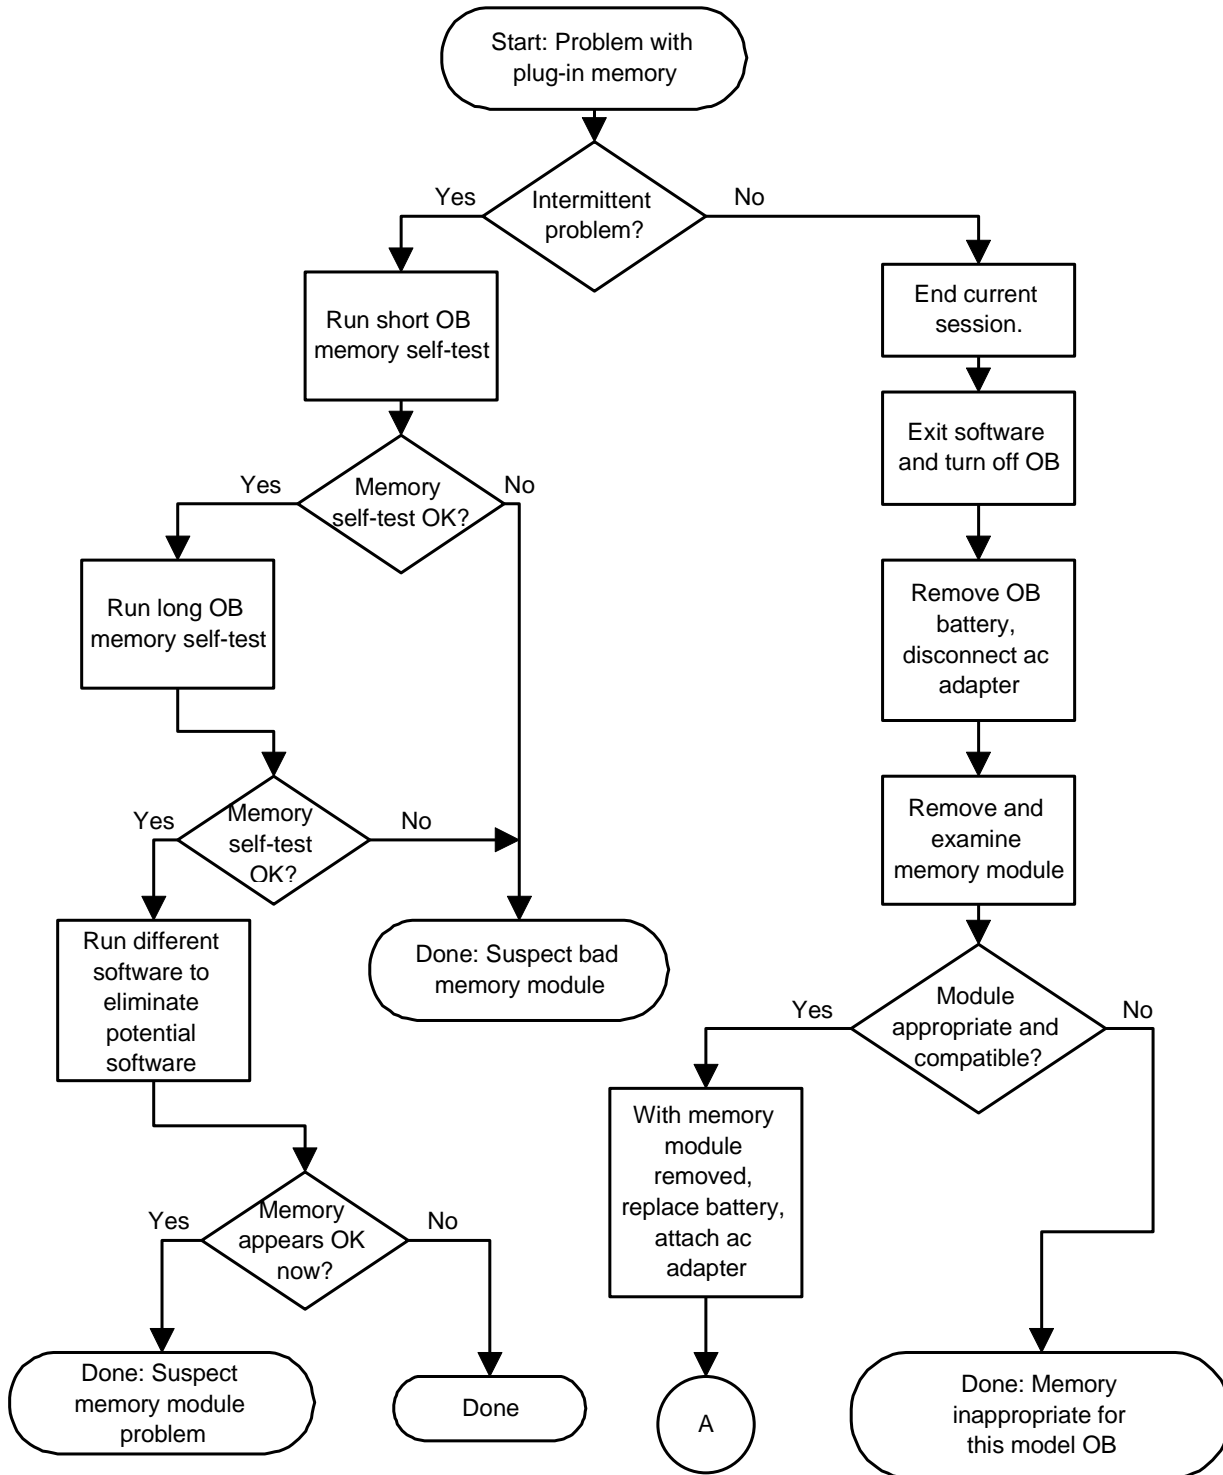 Start: Problem with
plug-in memory
Yes
Intermittent
problem?
No
Run short OB
memory self-test
End current
session.
Exit software
and turn off OB
Yes
Memory
self-test OK?
No
Run long OB
memory self-test
Remove OB
battery,
disconnect ac
adapter
Yes
Memory
self-test
OK?
No
Remove and
examine
memory module
Run different
software to
eliminate
potential
software
Done: Suspect bad
memory module
Yes
Module
appropriate and
compatible?
No
With memory
module
removed,
replace battery,
attach ac
adapter
Yes
Memory
appears OK
now?
No
Done: Suspect
memory module
problem
Done
A
Done: Memory
inappropriate for
this model OB